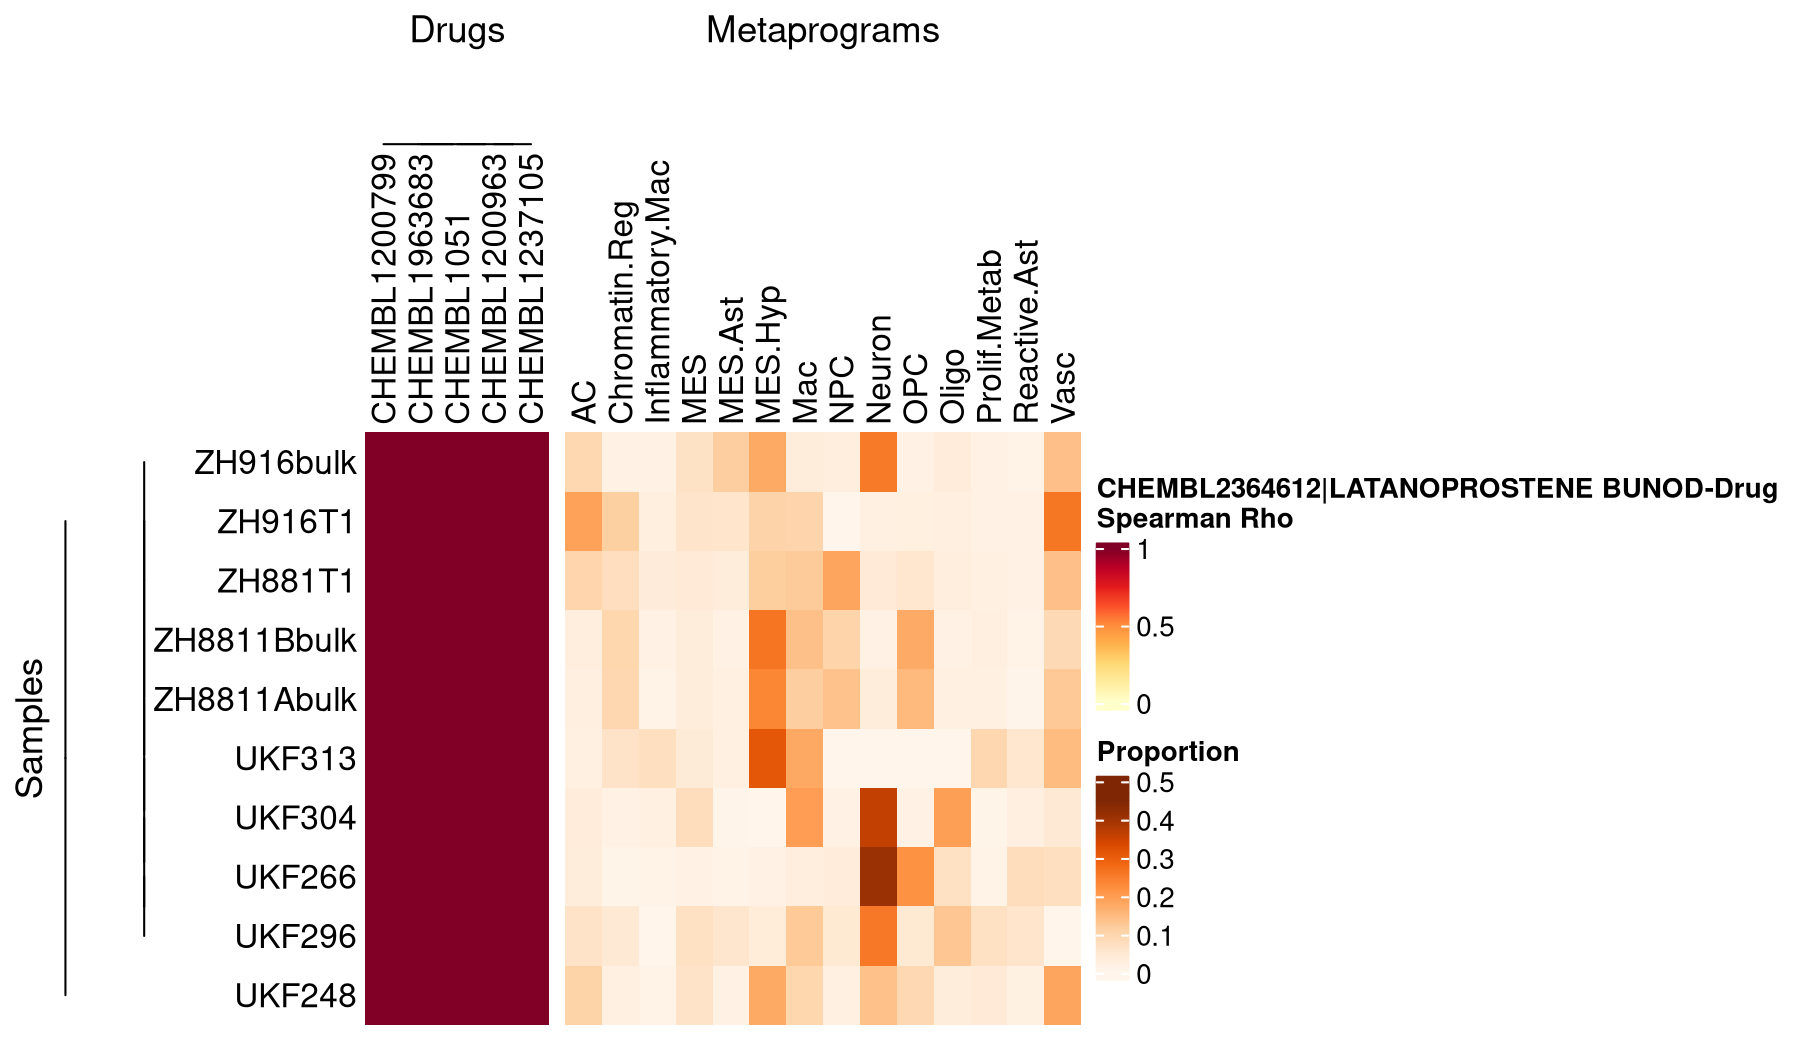 Drugs
Metaprograms
CHEMBL1200799
CHEMBL1963683
CHEMBL1051
CHEMBL1200963
CHEMBL1237105
AC
Chromatin.Reg
Inflammatory.Mac
MES
MES.Ast
MES.Hyp
Mac
NPC
Neuron
OPC
Oligo
Prolif.Metab
Reactive.Ast
Vasc
Samples
ZH916bulk
ZH916T1
ZH881T1
ZH8811Bbulk
ZH8811Abulk
UKF313
UKF304
UKF266
UKF296
UKF248
CHEMBL2364612|LATANOPROSTENE BUNOD-Drug
Spearman Rho
1
0.5
0
Proportion
0.5
0.4
0.3
0.2
0.1
0